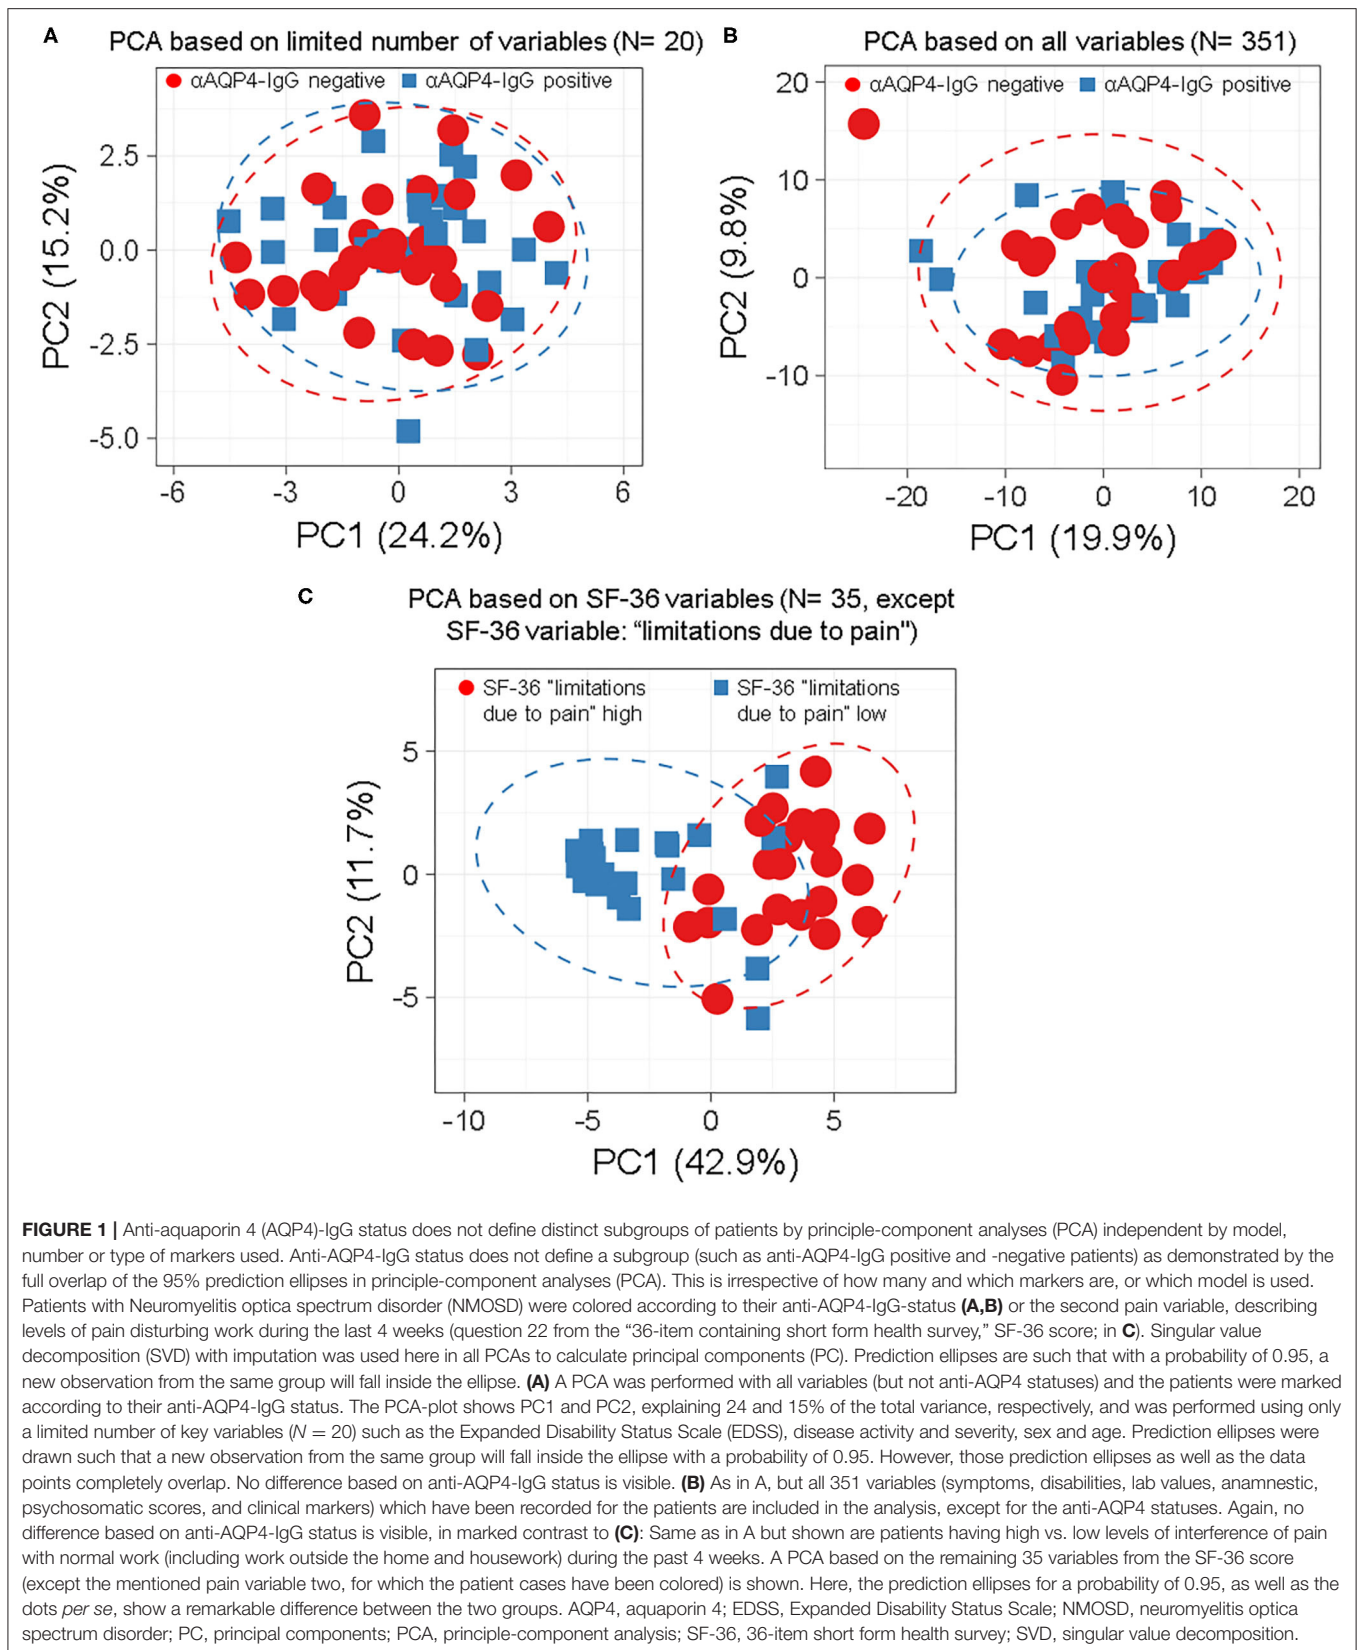 A
PCA based on limited number of variables (N= 20)
αAQP4-IgG negative
αAQP4-IgG positive
2.5
0.0
-2.5
-5.0
PC2 (15.2%)
-6
-3
0
3
6
PC1 (24.2%)
B
PCA based on all variables (N= 351)
αAQP4-IgG negative
αAQP4-IgG positive
20
10
0
-10
PC2 (9.8%)
-20
-10
0
10
20
PC1 (19.9%)
C
PCA based on SF-36 variables (N= 35, except
SF-36 variable: “limitations due to pain")
SF-36 "limitations
due to pain" high
SF-36 "limitations
due to pain" low
5
0
-5
PC2 (11.7%)
-10
-5
0
5
PC1 (42.9%)
FIGURE 1 | Anti-aquaporin 4 (AQP4)-IgG status does not define distinct subgroups of patients by principle-component analyses (PCA) independent by model,
number or type of markers used. Anti-AQP4-IgG status does not define a subgroup (such as anti-AQP4-IgG positive and -negative patients) as demonstrated by the
full overlap of the 95% prediction ellipses in principle-component analyses (PCA). This is irrespective of how many and which markers are, or which model is used.
Patients with Neuromyelitis optica spectrum disorder (NMOSD) were colored according to their anti-AQP4-IgG-status (A,B) or the second pain variable, describing
levels of pain disturbing work during the last 4 weeks (question 22 from the “36-item containing short form health survey,” SF-36 score; in C). Singular value
decomposition (SVD) with imputation was used here in all PCAs to calculate principal components (PC). Prediction ellipses are such that with a probability of 0.95, a
new observation from the same group will fall inside the ellipse. (A) A PCA was performed with all variables (but not anti-AQP4 statuses) and the patients were marked
according to their anti-AQP4-IgG status. The PCA-plot shows PC1 and PC2, explaining 24 and 15% of the total variance, respectively, and was performed using only
a limited number of key variables (N = 20) such as the Expanded Disability Status Scale (EDSS), disease activity and severity, sex and age. Prediction ellipses were
drawn such that a new observation from the same group will fall inside the ellipse with a probability of 0.95. However, those prediction ellipses as well as the data
points completely overlap. No difference based on anti-AQP4-IgG status is visible. (B) As in A, but all 351 variables (symptoms, disabilities, lab values, anamnestic,
psychosomatic scores, and clinical markers) which have been recorded for the patients are included in the analysis, except for the anti-AQP4 statuses. Again, no
difference based on anti-AQP4-IgG status is visible, in marked contrast to (C): Same as in A but shown are patients having high vs. low levels of interference of pain
with normal work (including work outside the home and housework) during the past 4 weeks. A PCA based on the remaining 35 variables from the SF-36 score
(except the mentioned pain variable two, for which the patient cases have been colored) is shown. Here, the prediction ellipses for a probability of 0.95, as well as the
dots per se, show a remarkable difference between the two groups. AQP4, aquaporin 4; EDSS, Expanded Disability Status Scale; NMOSD, neuromyelitis optica
spectrum disorder; PC, principal components; PCA, principle-component analysis; SF-36, 36-item short form health survey; SVD, singular value decomposition.